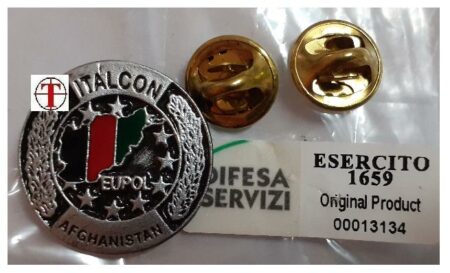 ITALCON
EUPOL
AFGHANISTAN
DIFESA
SERVIZI
ESERCITO
1659
Original Product
00013134